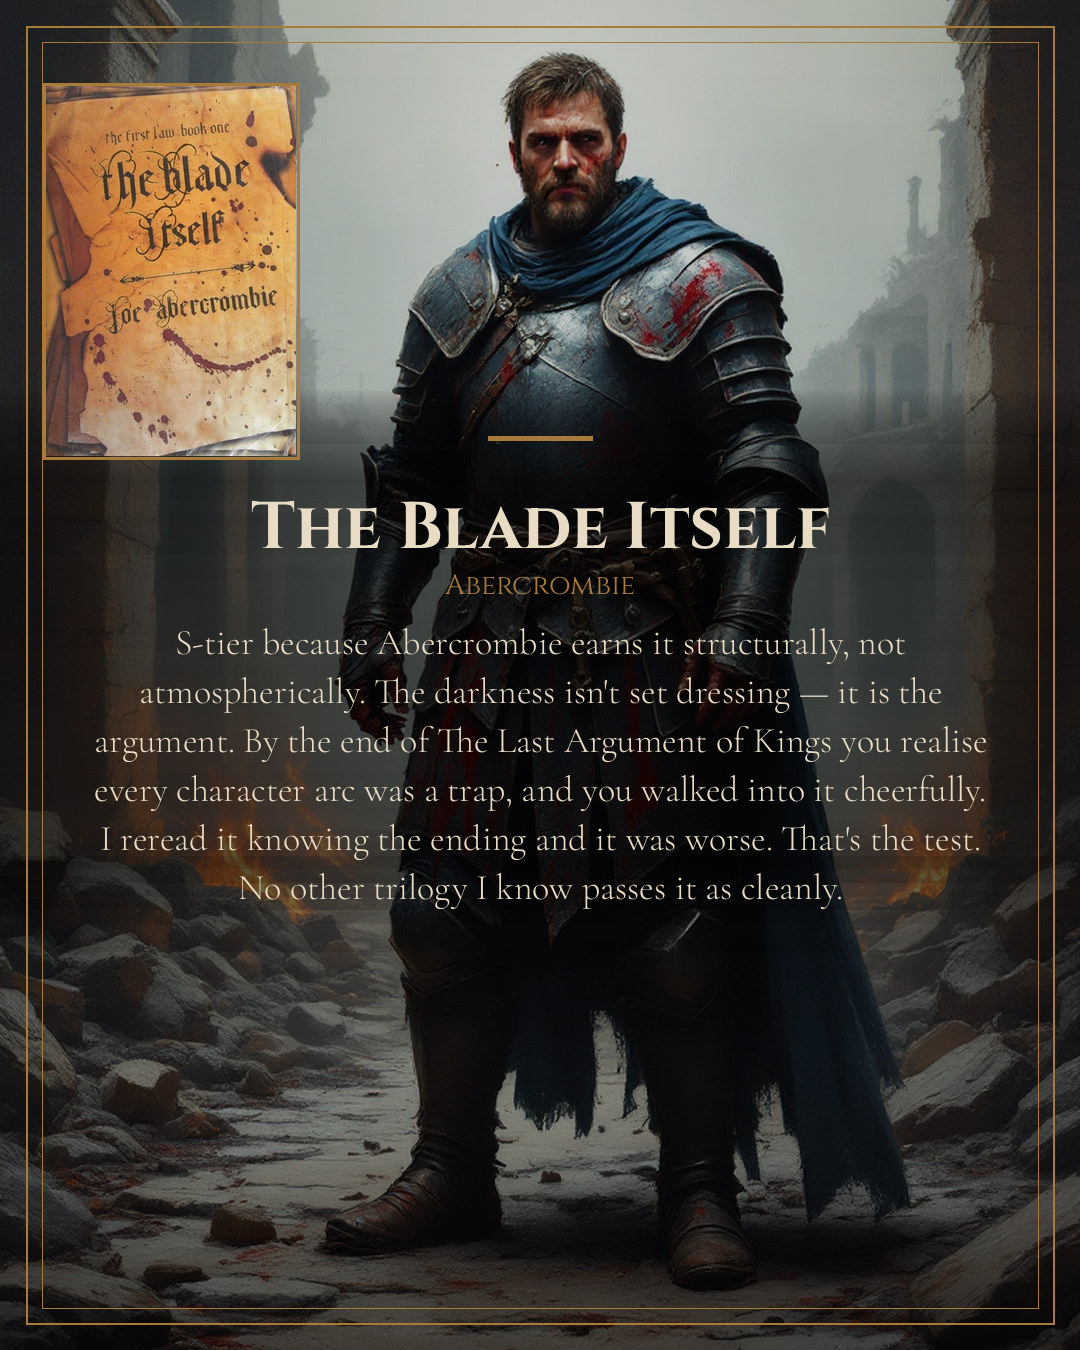 the first law: book one
the blade
itself
joe abercrombie
The Blade Itself
Abercrombie
S-tier because Abercrombie earns it structurally, not
atmospherically. The darkness isn't set dressing — it is the
argument. By the end of The Last Argument of Kings you realise
every character arc was a trap, and you walked into it cheerfully.
I reread it knowing the ending and it was worse. That's the test.
No other trilogy I know passes it as cleanly.